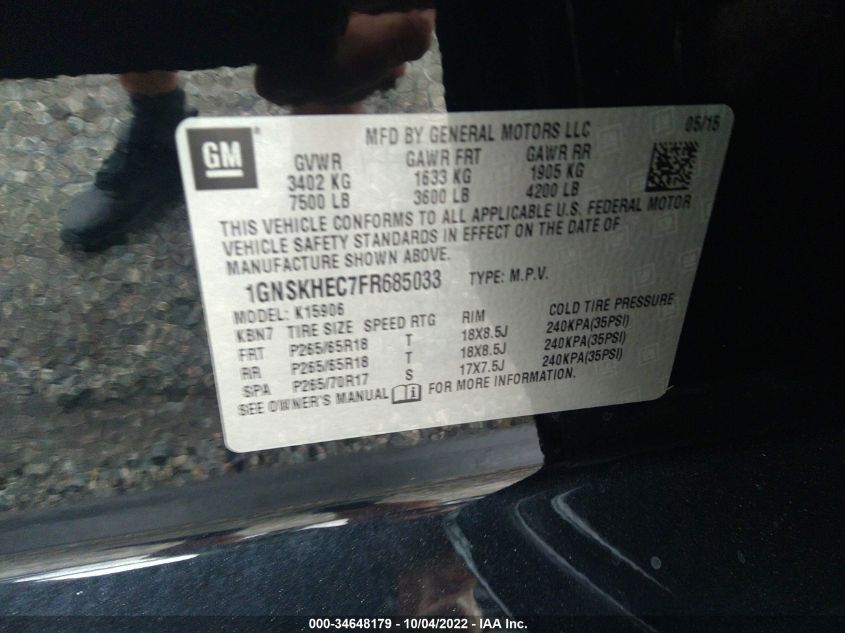 GM®
MFD BY GENERAL MOTORS LLC 05/15
GVWR GAWR FRT GAWR RR
3402 KG 1633 KG 1905 KG
7500 LB 3600 LB 4200 LB
THIS VEHICLE CONFORMS TO ALL APPLICABLE U.S. FEDERAL MOTOR
VEHICLE SAFETY STANDARDS IN EFFECT ON THE DATE OF
MANUFACTURE SHOWN ABOVE.
1GNSKHEC7FR685033 TYPE: M.P.V.
MODEL: K15906
KBN7 TIRE SIZE SPEED RTG RIM COLD TIRE PRESSURE
FRT P265/65R18 T 18X8.5J 240KPA(35PSI)
RR P265/65R18 T 18X8.5J 240KPA(35PSI)
SPA P265/70R17 S 17X7.5J 240KPA(35PSI)
SEE OWNER'S MANUAL i FOR MORE INFORMATION.
000-34648179 - 10/04/2022 - IAA Inc.